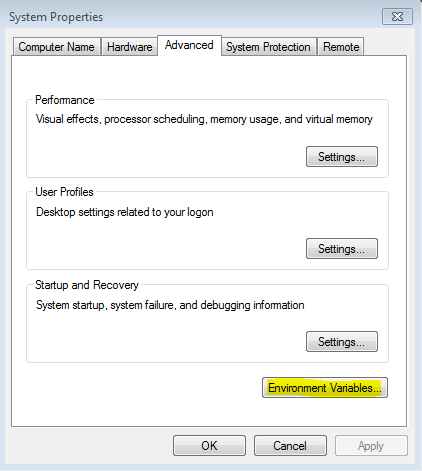 System Properties
Computer Name Hardware Advanced System Protection Remote
Performance
Visual effects, processor scheduling, memory usage, and virtual memory
Settings...
User Profiles
Desktop settings related to your logon
Settings...
Startup and Recovery
System startup, system failure, and debugging information
Settings...
Environment Variables...
OK Cancel Apply